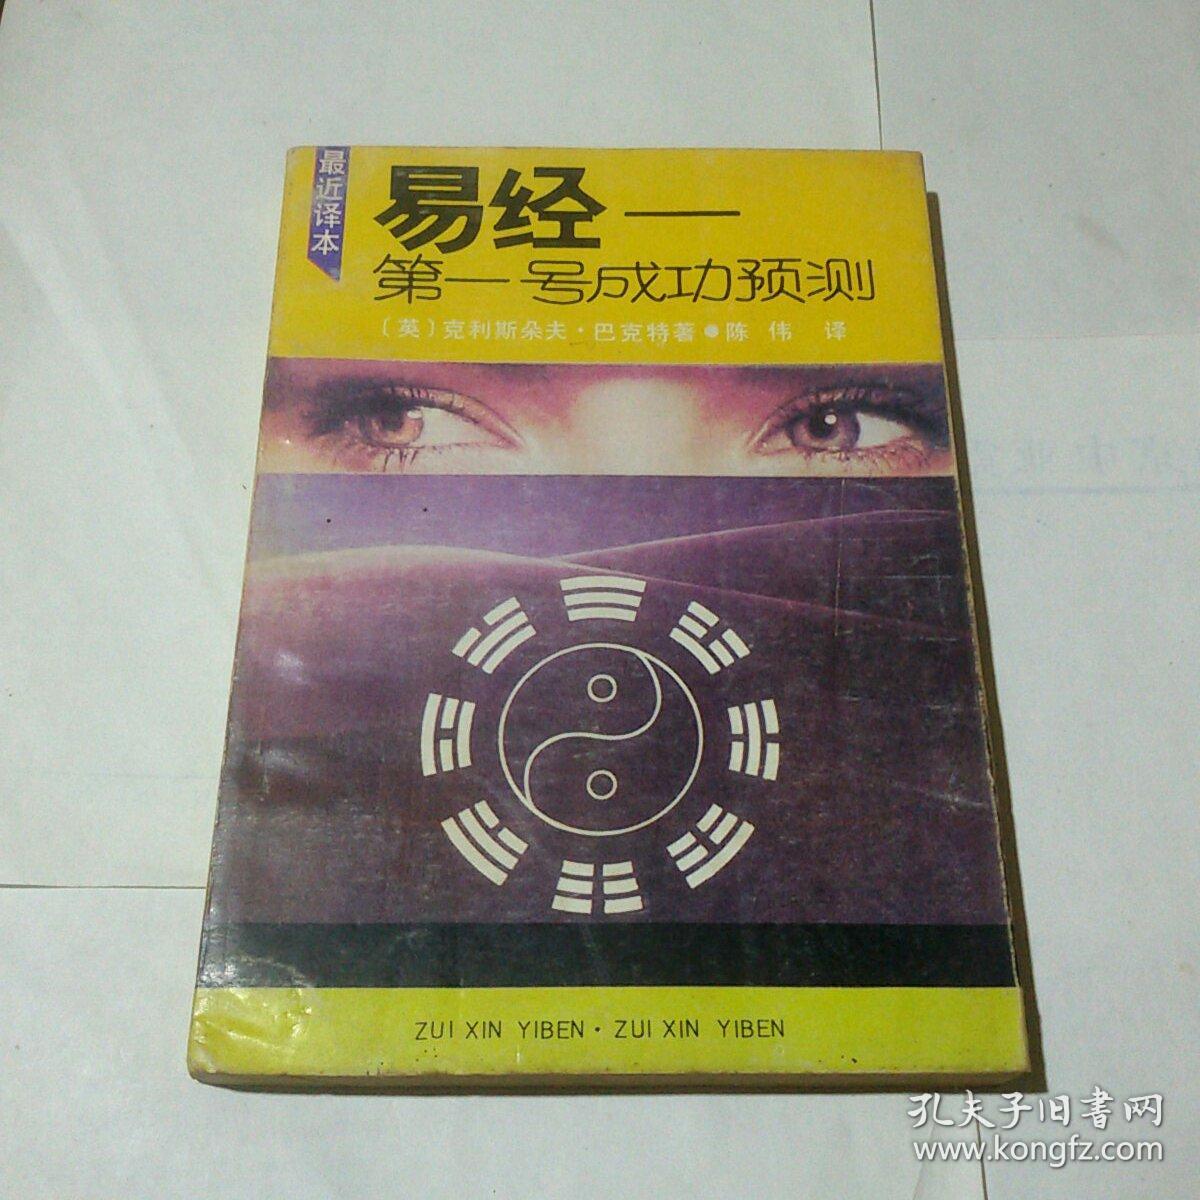 最近译本
易经—
第一号成功预测
〔英〕克利斯朵夫·巴克特著●陈伟 译
ZUI XIN YIBEN·ZUI XIN YIBEN
孔夫子旧書网
www.kongfz.com